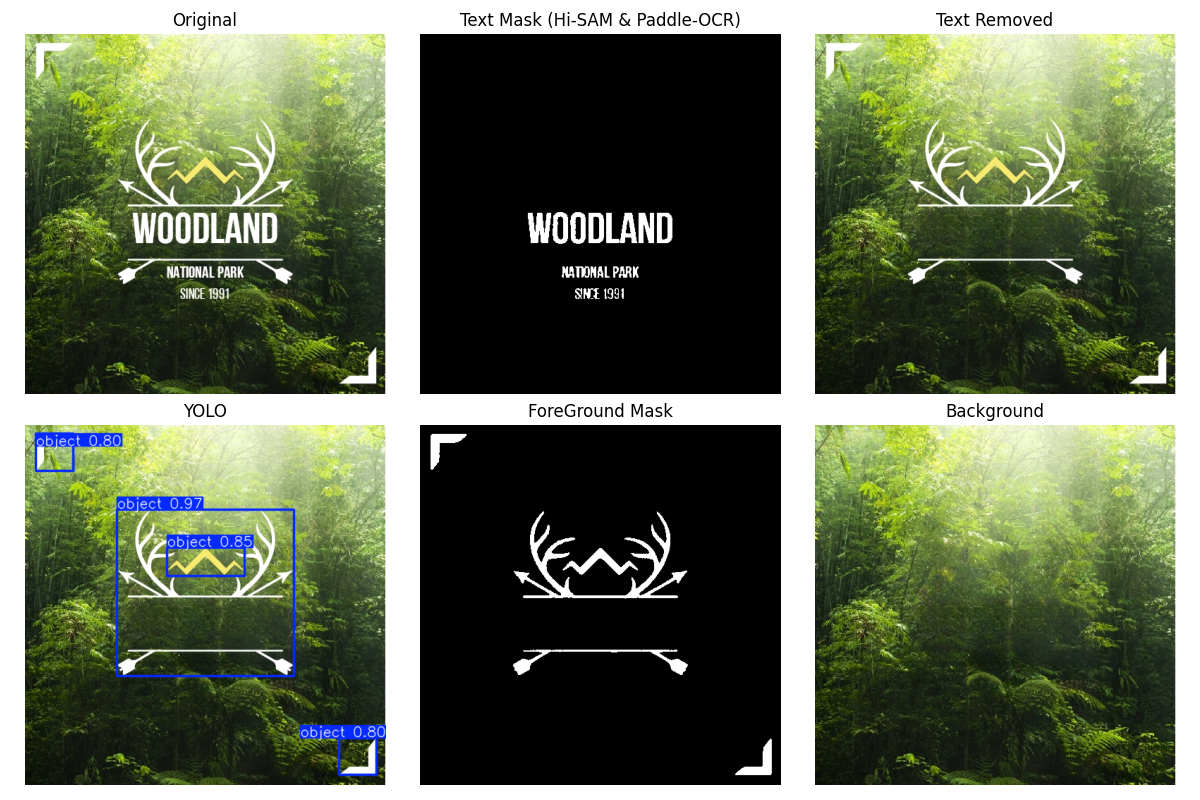 Original
Text Mask (Hi-SAM & Paddle-OCR)
Text Removed
WOODLAND
NATIONAL PARK
SINCE 1991
WOODLAND
NATIONAL PARK
SINCE 1991
YOLO
ForeGround Mask
Background
object 0.80
object 0.97
object 0.85
object 0.80